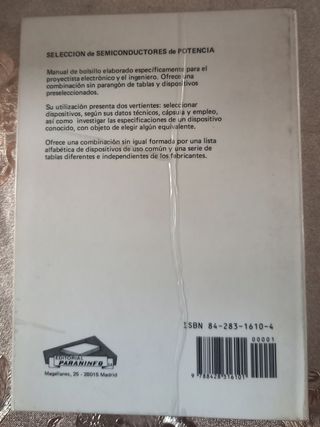 SELECCION de SEMICONDUCTORES de POTENCIA
Manual de bolsillo elaborado específicamente para el
proyectista electrónico y el ingeniero. Ofrece una
combinación sin parangón de tablas y dispositivos
preseleccionados.
Su utilización presenta dos vertientes: seleccionar
dispositivos, según sus datos técnicos, cápsula y empleo,
así como investigar las especificaciones de un dispositivo
conocido, con objeto de elegir algún equivalente.
Ofrece una combinación sin igual formada por una lista
alfabética de dispositivos de uso común y una serie de
tablas diferentes e independientes de los fabricantes.
ISBN 84-283-1610-4
00001
9 788428 316101
EDITORIAL
PARANINFO
Magallanes, 25 - 28015 Madrid